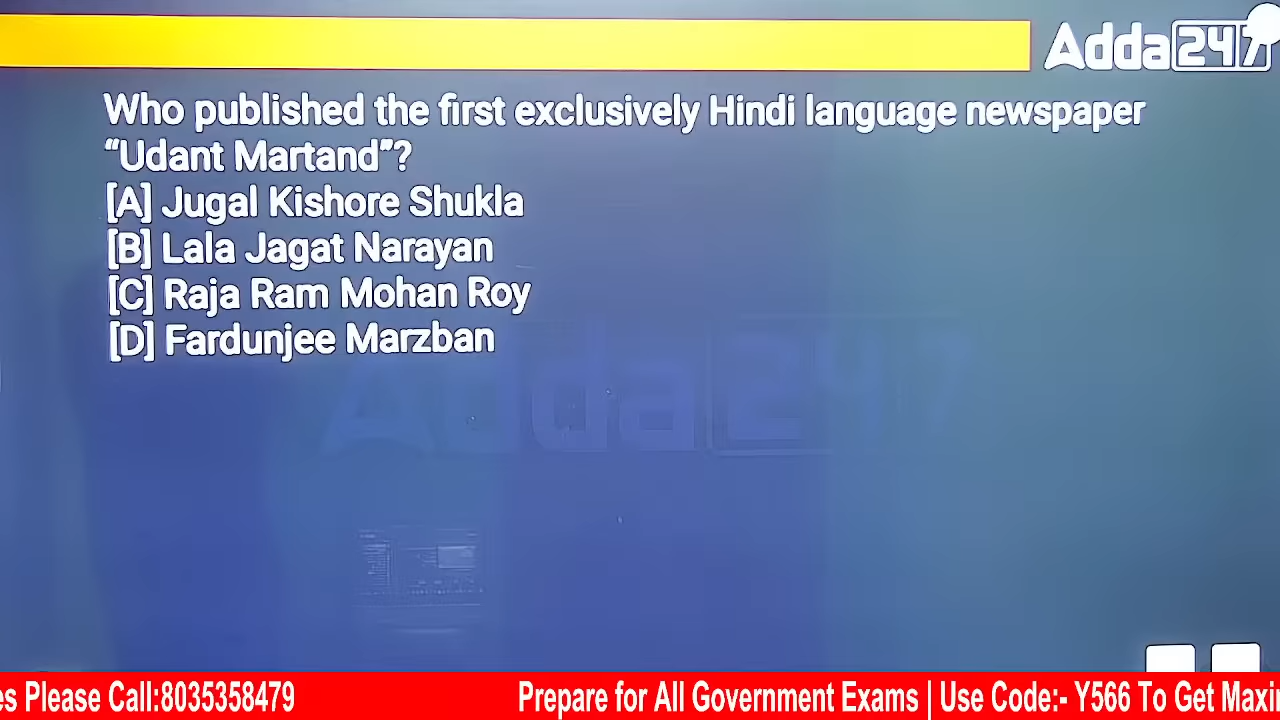 Adda247
Who published the first exclusively Hindi language newspaper
“Udant Martand”?
[A] Jugal Kishore Shukla
[B] Lala Jagat Narayan
[C] Raja Ram Mohan Roy
[D] Fardunjee Marzban
Adda247
es Please Call:8035358479 Prepare for All Government Exams | Use Code:- Y566 To Get Maxi